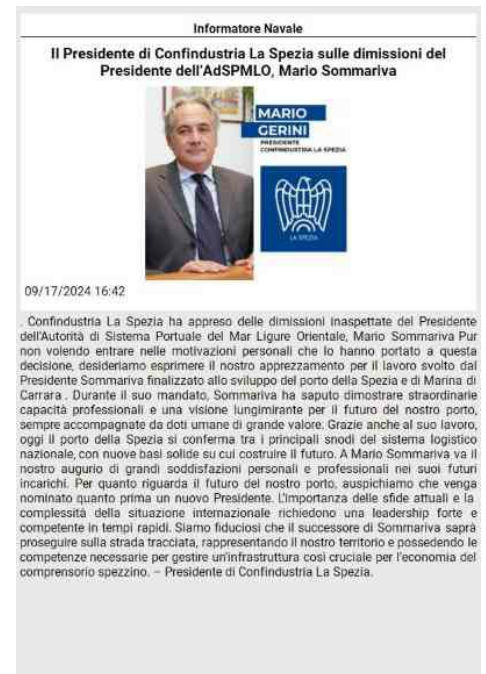 Informatore Navale
Il Presidente di Confindustria La Spezia sulle dimissioni del
Presidente dell'AdSPMLO, Mario Sommariva
MARIO
GERINI
PRESIDENTE
CONFINDUSTRIA LA SPEZIA
LA SPEZIA
09/17/2024 16:42
. Confindustria La Spezia ha appreso delle dimissioni inaspettate del Presidente
dell'Autorità di Sistema Portuale del Mar Ligure Orientale, Mario Sommariva Pur
non volendo entrare nelle motivazioni personali che lo hanno portato a questa
decisione, desideriamo esprimere il nostro apprezzamento per il lavoro svolto dal
Presidente Sommariva finalizzato allo sviluppo del porto della Spezia e di Marina di
Carrara . Durante il suo mandato, Sommariva ha saputo dimostrare straordinarie
capacità professionali e una visione lungimirante per il futuro del nostro porto,
sempre accompagnate da doti umane di grande valore. Grazie anche al suo lavoro,
oggi il porto della Spezia si conferma tra i principali snodi del sistema logistico
nazionale, con nuove basi solide su cui costruire il futuro. A Mario Sommariva va il
nostro augurio di grandi soddisfazioni personali e professionali nei suoi futuri
incarichi. Per quanto riguarda il futuro del nostro porto, auspichiamo che venga
nominato quanto prima un nuovo Presidente. L'importanza delle sfide attuali e la
complessità della situazione internazionale richiedono una leadership forte e
competente in tempi rapidi. Siamo fiduciosi che il successore di Sommariva saprà
proseguire sulla strada tracciata, rappresentando il nostro territorio e possedendo le
competenze necessarie per gestire un'infrastruttura così cruciale per l'economia del
comprensorio spezzino. – Presidente di Confindustria La Spezia.